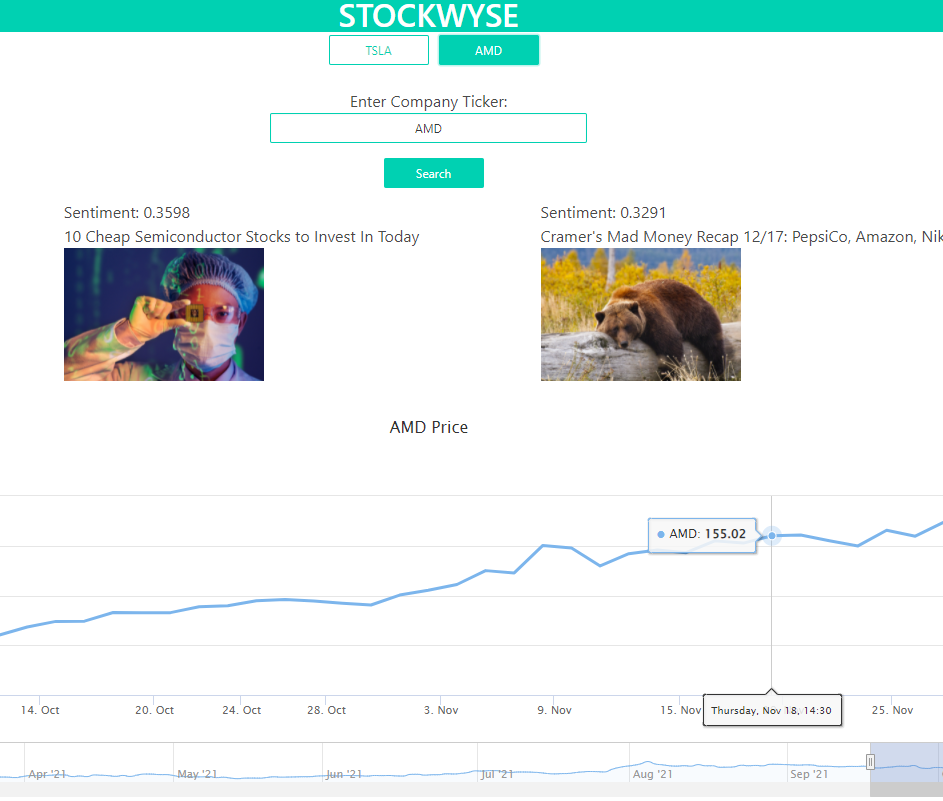 STOCKWYSE
TSLA
AMD
Enter Company Ticker:
AMD
Search
Sentiment: 0.3598
10 Cheap Semiconductor Stocks to Invest In Today
Sentiment: 0.3291
Cramer's Mad Money Recap 12/17: PepsiCo, Amazon, Nik
AMD Price
AMD: 155.02
14. Oct
20. Oct
24. Oct
28. Oct
3. Nov
9. Nov
15. Nov
Thursday, Nov 18, 14:30
25. Nov
Apr '21
May '21
Jun '21
Jul '21
Aug '21
Sep '21